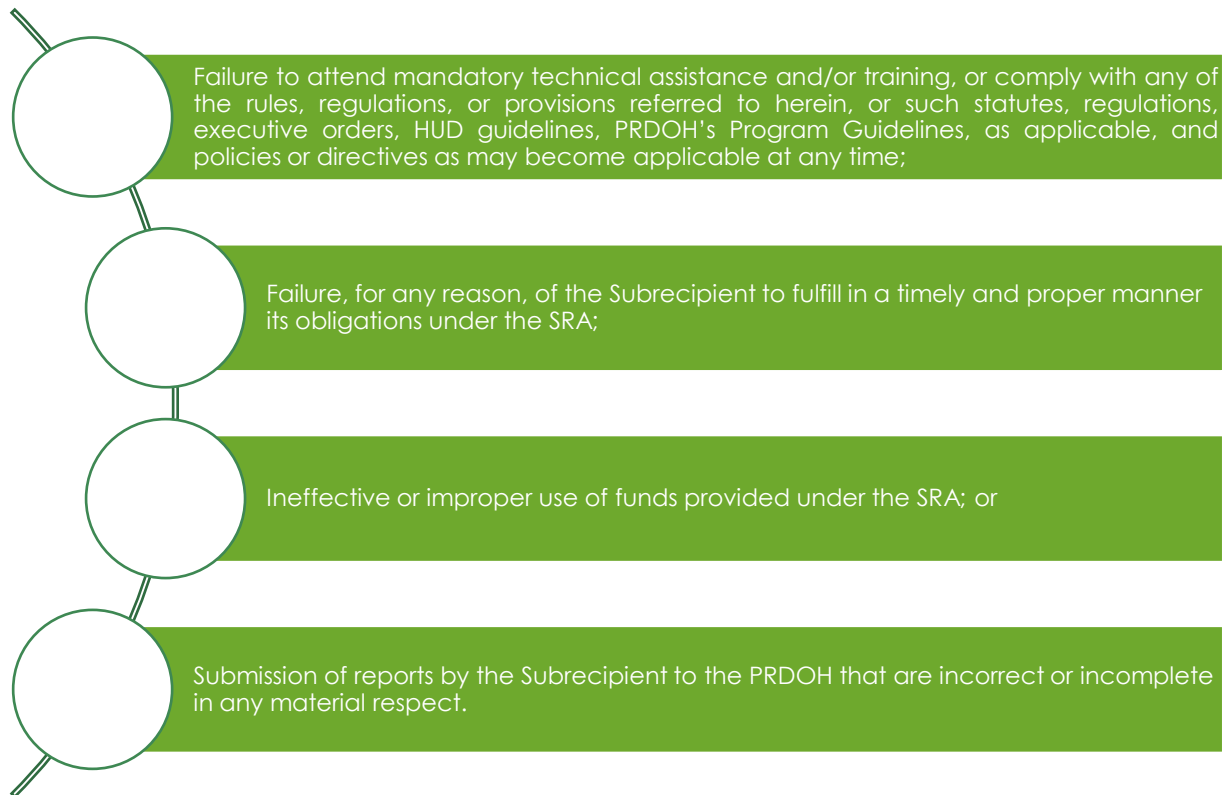 Failure to attend mandatory technical assistance and/or training, or comply with any of
the rules, regulations, or provisions referred to herein, or such statutes, regulations,
executive orders, HUD guidelines, PRDOH’s Program Guidelines, as applicable, and
policies or directives as may become applicable at any time;
Failure, for any reason, of the Subrecipient to fulfill in a timely and proper manner
its obligations under the SRA;
Ineffective or improper use of funds provided under the SRA; or
Submission of reports by the Subrecipient to the PRDOH that are incorrect or incomplete
in any material respect.